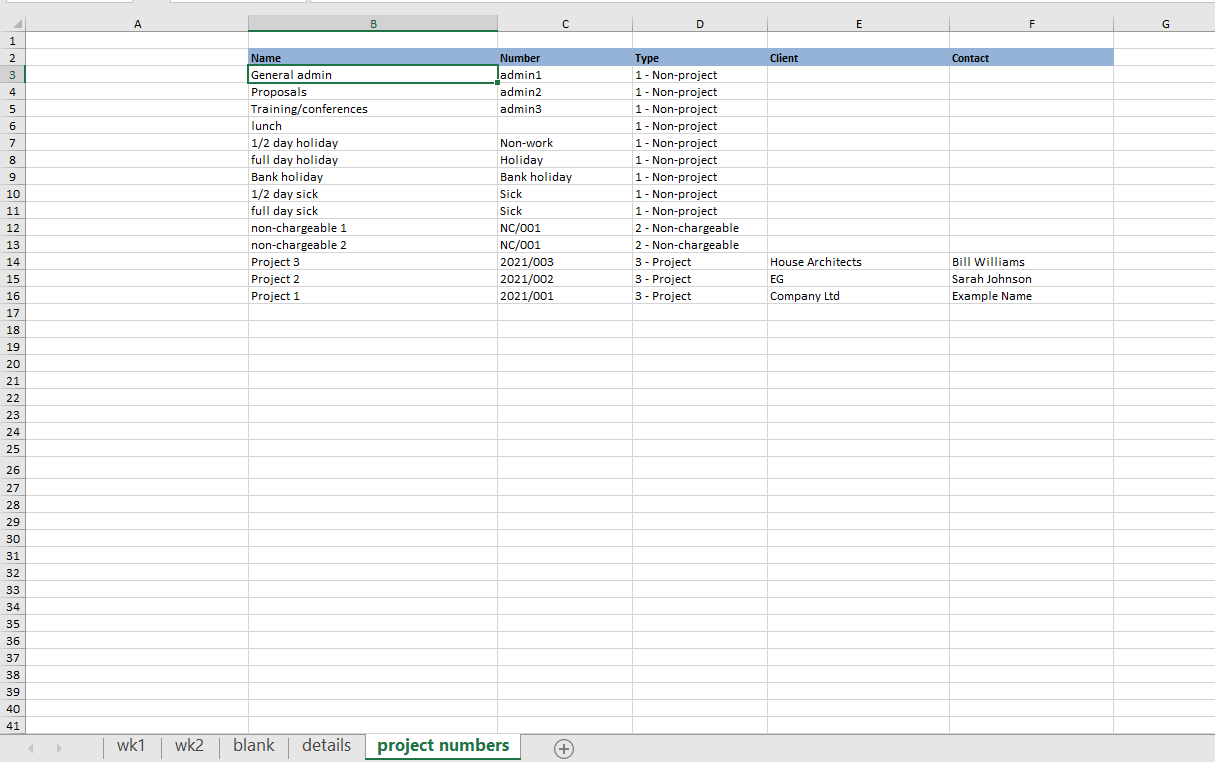 A B C D E F G
1
2 Name Number Type Client Contact
3 General admin admin1 1 - Non-project
4 Proposals admin2 1 - Non-project
5 Training/conferences admin3 1 - Non-project
6 lunch 1 - Non-project
7 1/2 day holiday Non-work 1 - Non-project
8 full day holiday Holiday 1 - Non-project
9 Bank holiday Bank holiday 1 - Non-project
10 1/2 day sick Sick 1 - Non-project
11 full day sick Sick 1 - Non-project
12 non-chargeable 1 NC/001 2 - Non-chargeable
13 non-chargeable 2 NC/001 2 - Non-chargeable
14 Project 3 2021/003 3 - Project House Architects Bill Williams
15 Project 2 2021/002 3 - Project EG Sarah Johnson
16 Project 1 2021/001 3 - Project Company Ltd Example Name
17
18
19
20
21
22
23
24
25
26
27
28
29
30
31
32
33
34
35
36
37
38
39
40
41
wk1 wk2 blank details project numbers